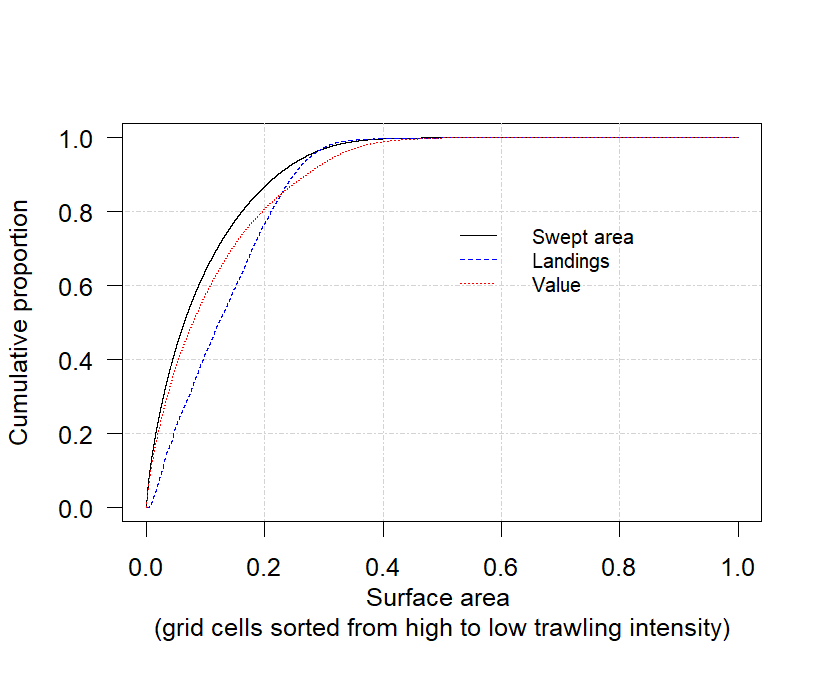 Cumulative proportion
1.0
0.8
0.6
0.4
0.2
0.0
Swept area
Landings
Value
0.0 0.2 0.4 0.6 0.8 1.0
Surface area
(grid cells sorted from high to low trawling intensity)